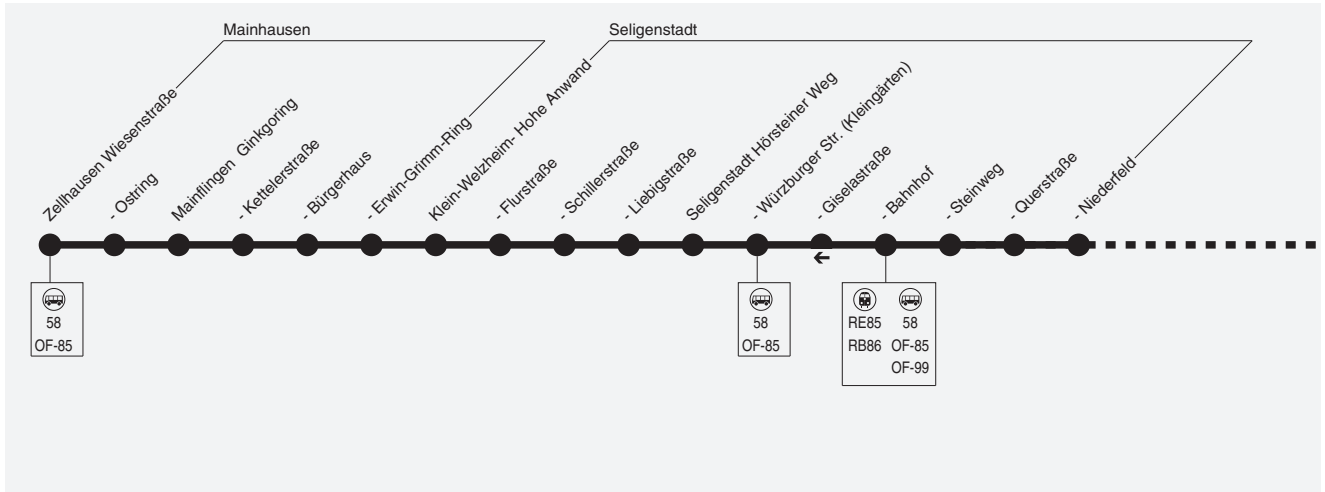 Mainhausen
Seligenstadt
Zellhausen Wiesenstraße
- Ostring
Mainflingen Ginkgoring
- Kettelerstraße
- Bürgerhaus
- Erwin-Grimm-Ring
Klein-Welzheim- Hohe Anwand
- Flurstraße
- Schillerstraße
- Liebigstraße
Seligenstadt Hörsteiner Weg
- Würzburger Str. (Kleingärten)
- Giselastraße
- Bahnhof
- Steinweg
- Querstraße
- Niederfeld
58
OF-85
58
OF-85
RE85 58
RB86 OF-85
OF-99